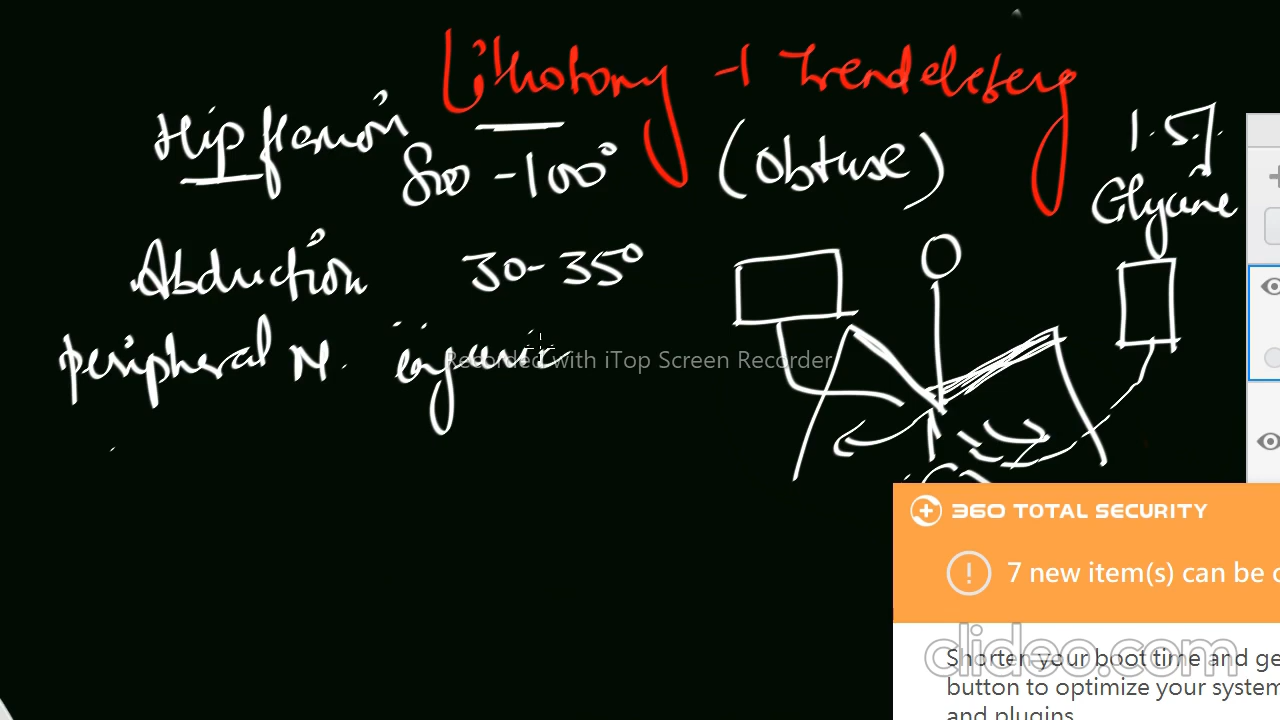 Lithotomy + Trendeleberg
Hip flexion 80 - 100° (Obtuse)
1.5%
Glycine
Abduction 30 - 35°
peripheral N. injuries
Recorded with iTop Screen Recorder
360 TOTAL SECURITY
7 new item(s) can be
Shorten your boot time and ge
button to optimize your system
and plugins
clideo.com